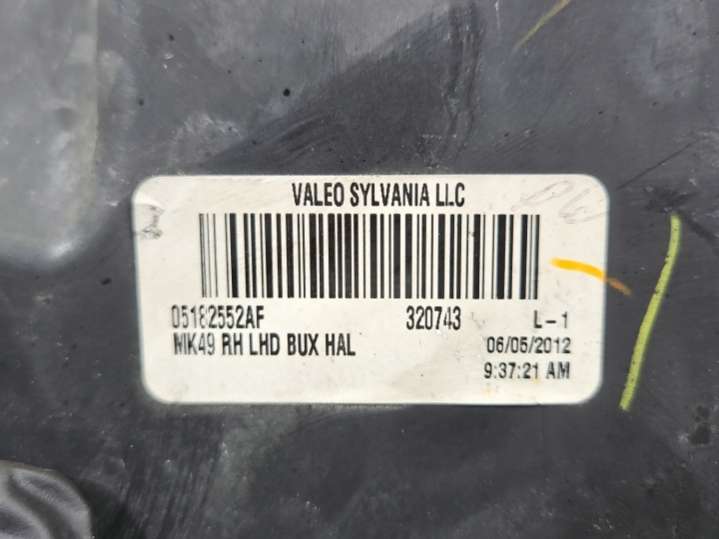 VALEO SYLVANIA LLC
05182552AF 320743 L-1
MK49 RH LHD BUX HAL 06/05/2012
9:37:21 AM